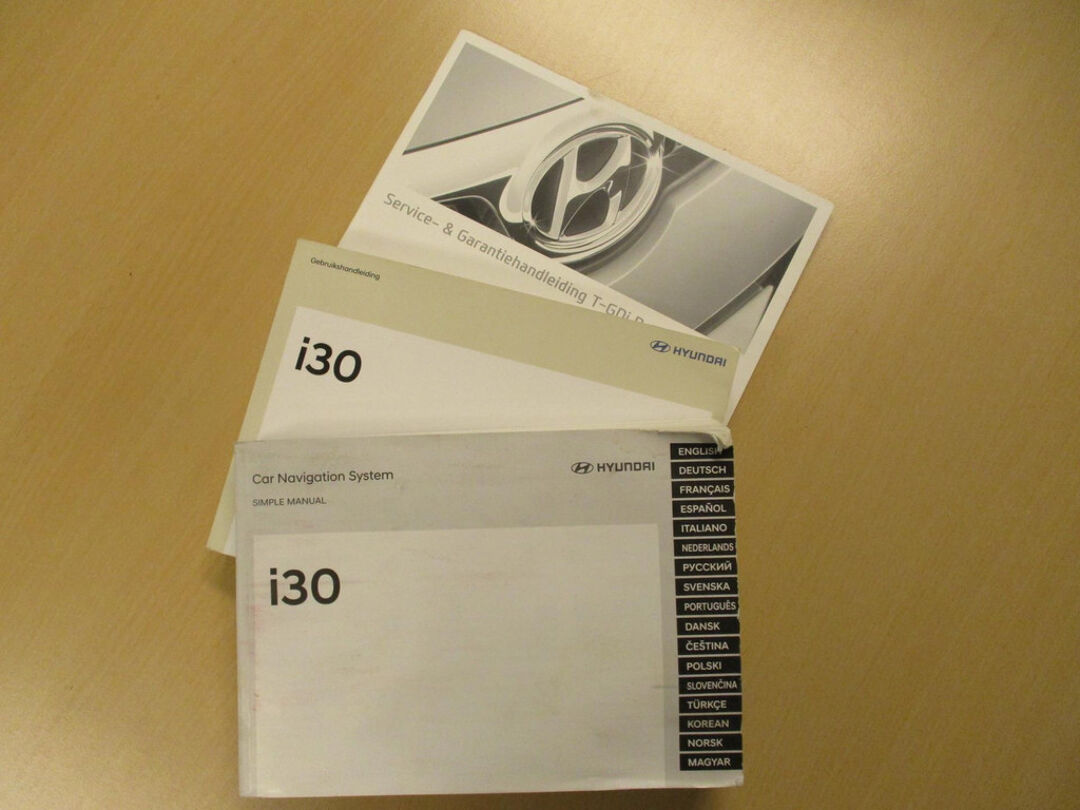 Service- & Garantiehandleiding T-GDi
Gebruikshandleiding
i30
HYUNDAI
Car Navigation System
SIMPLE MANUAL
HYUNDAI
i30
ENGLISH
DEUTSCH
FRANÇAIS
ESPAÑOL
ITALIANO
NEDERLANDS
РУССКИЙ
SVENSKA
PORTUGUÊS
DANSK
ČEŠTINA
POLSKI
SLOVENČINA
TÜRKÇE
KOREAN
NORSK
MAGYAR